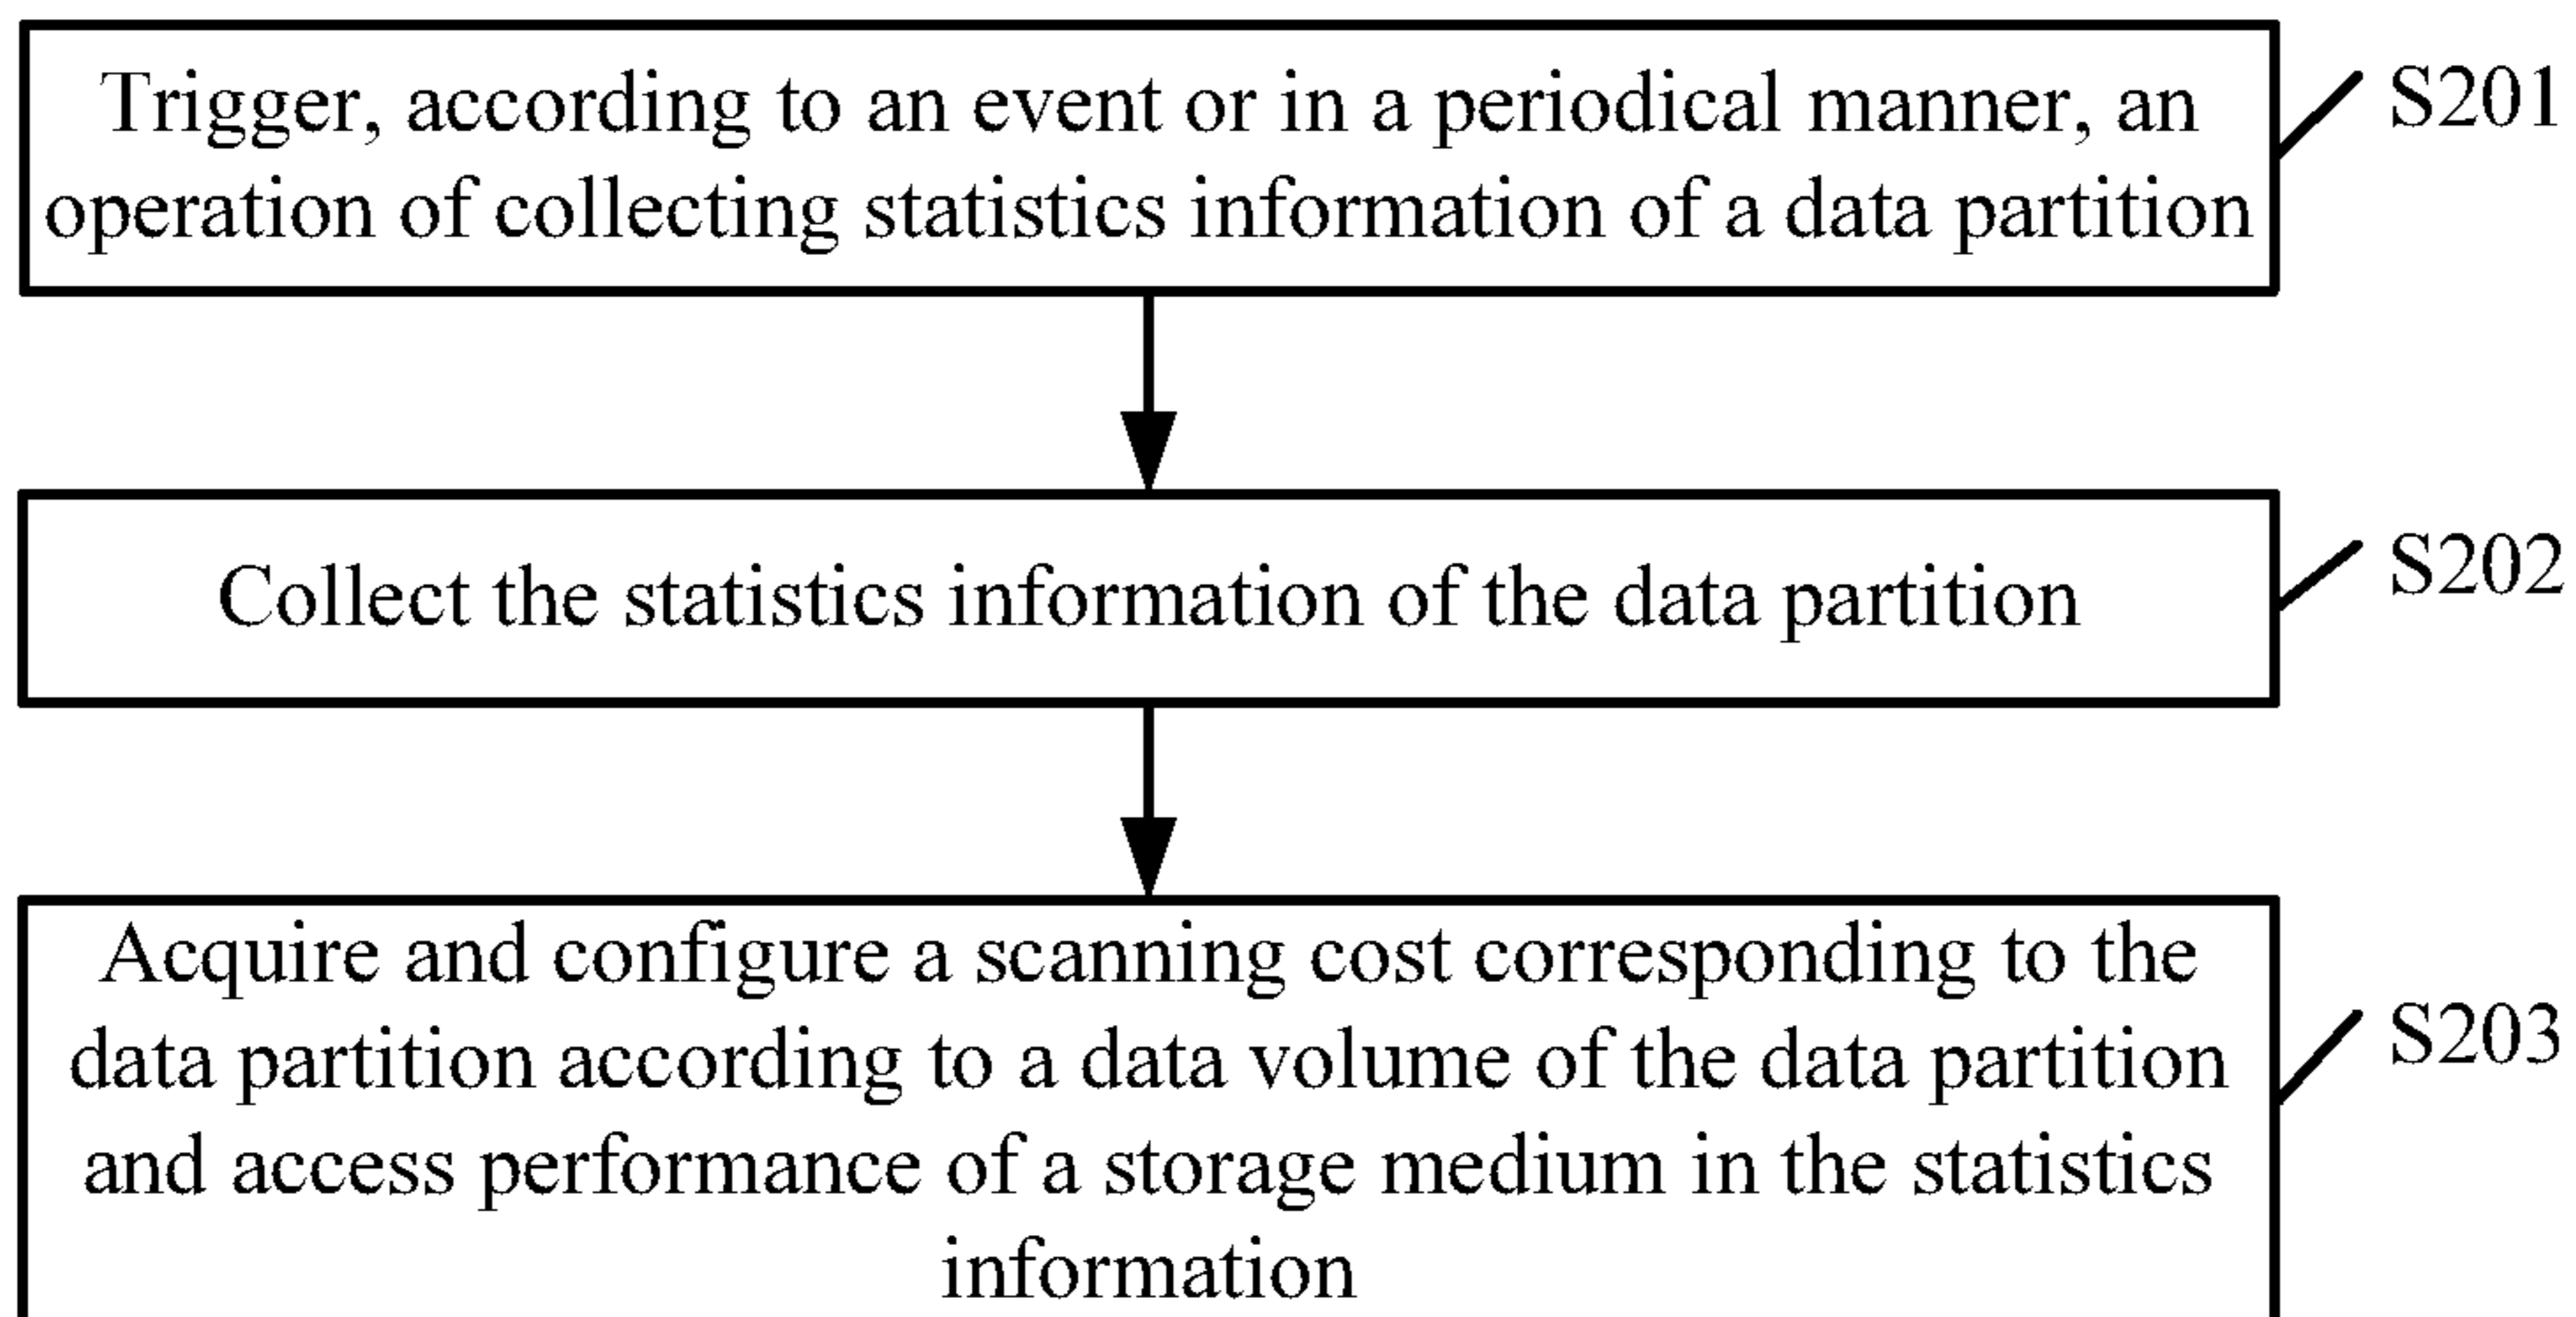 Trigger, according to an event or in a periodical manner, an
operation of collecting statistics information of a data partition
S201
Collect the statistics information of the data partition
S202
Acquire and configure a scanning cost corresponding to the
data partition according to a data volume of the data partition
and access performance of a storage medium in the statistics
information
S203